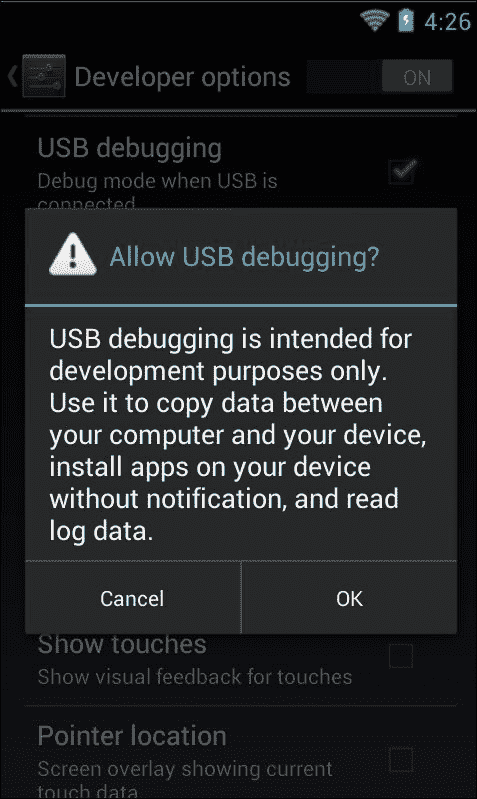 4:26
Developer options ON
USB debugging
Debug mode when USB is
connected.
Allow USB debugging?
USB debugging is intended for
development purposes only.
Use it to copy data between
your computer and your device,
install apps on your device
without notification, and read
log data.
Cancel OK
Show touches
Show visual feedback for touches
Pointer location
Screen overlay showing current
touch data